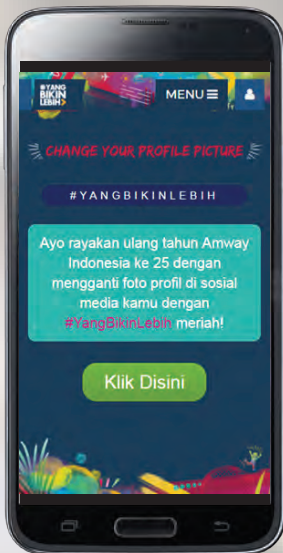 #YANG
BIKIN
LEBIH>
MENU
CHANGE YOUR PROFILE PICTURE
#YANGBIKINLEBIH
Ayo rayakan ulang tahun Amway
Indonesia ke 25 dengan
mengganti foto profil di sosial
media kamu dengan
#YangBikinLebih meriah!
Klik Disini